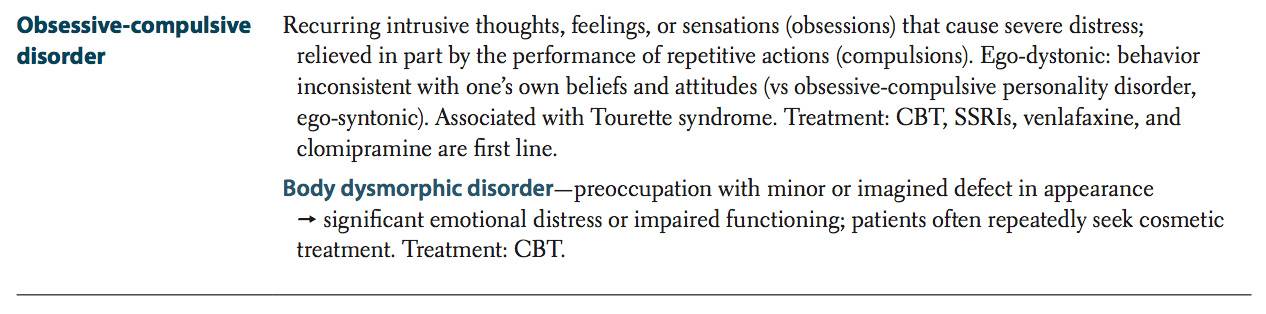 Obsessive-compulsive disorder
Recurring intrusive thoughts, feelings, or sensations (obsessions) that cause severe distress;
relieved in part by the performance of repetitive actions (compulsions). Ego-dystonic: behavior
inconsistent with one's own beliefs and attitudes (vs obsessive-compulsive personality disorder,
ego-syntonic). Associated with Tourette syndrome. Treatment: CBT, SSRIs, venlafaxine, and
clomipramine are first line.
Body dysmorphic disorder—preoccupation with minor or imagined defect in appearance
→ significant emotional distress or impaired functioning; patients often repeatedly seek cosmetic
treatment. Treatment: CBT.